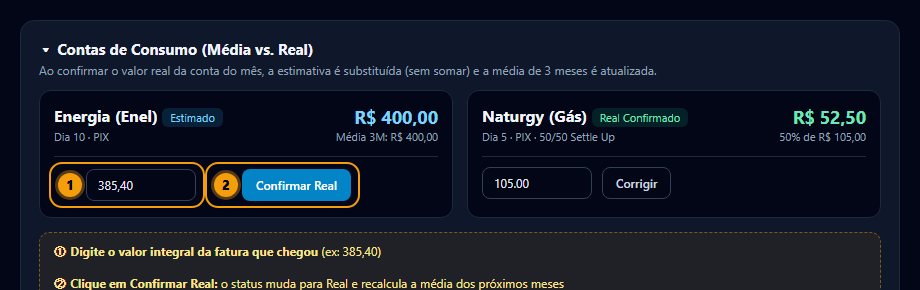 Contas de Consumo (Média vs. Real)
Ao confirmar o valor real da conta do mês, a estimativa é substituída (sem somar) e a média de 3 meses é atualizada.
Energia (Enel) Estimado R$ 400,00
Dia 10 · PIX Média 3M: R$ 400,00
1 385,40 2 Confirmar Real
Naturgy (Gás) Real Confirmado R$ 52,50
Dia 5 · PIX · 50/50 Settle Up 50% de R$ 105,00
105.00 Corrigir
① Digite o valor integral da fatura que chegou (ex: 385,40)
② Clique em Confirmar Real: o status muda para Real e recalcula a média dos próximos meses